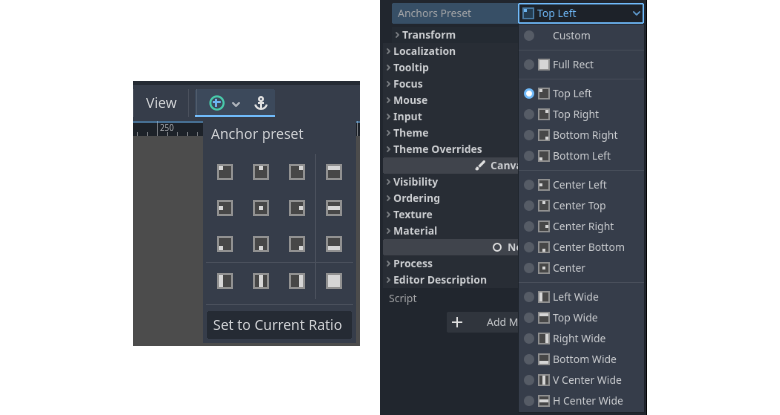 View
250
Anchor preset
Set to Current Ratio
Anchors Preset
Top Left
Transform
Localization
Tooltip
Focus
Mouse
Input
Theme
Theme Overrides
Visibility
Ordering
Texture
Material
Process
Editor Description
Script
Add
Custom
Full Rect
Top Left
Top Right
Bottom Right
Bottom Left
Center Left
Center Top
Center Right
Center Bottom
Center
Left Wide
Top Wide
Right Wide
Bottom Wide
V Center Wide
H Center Wide